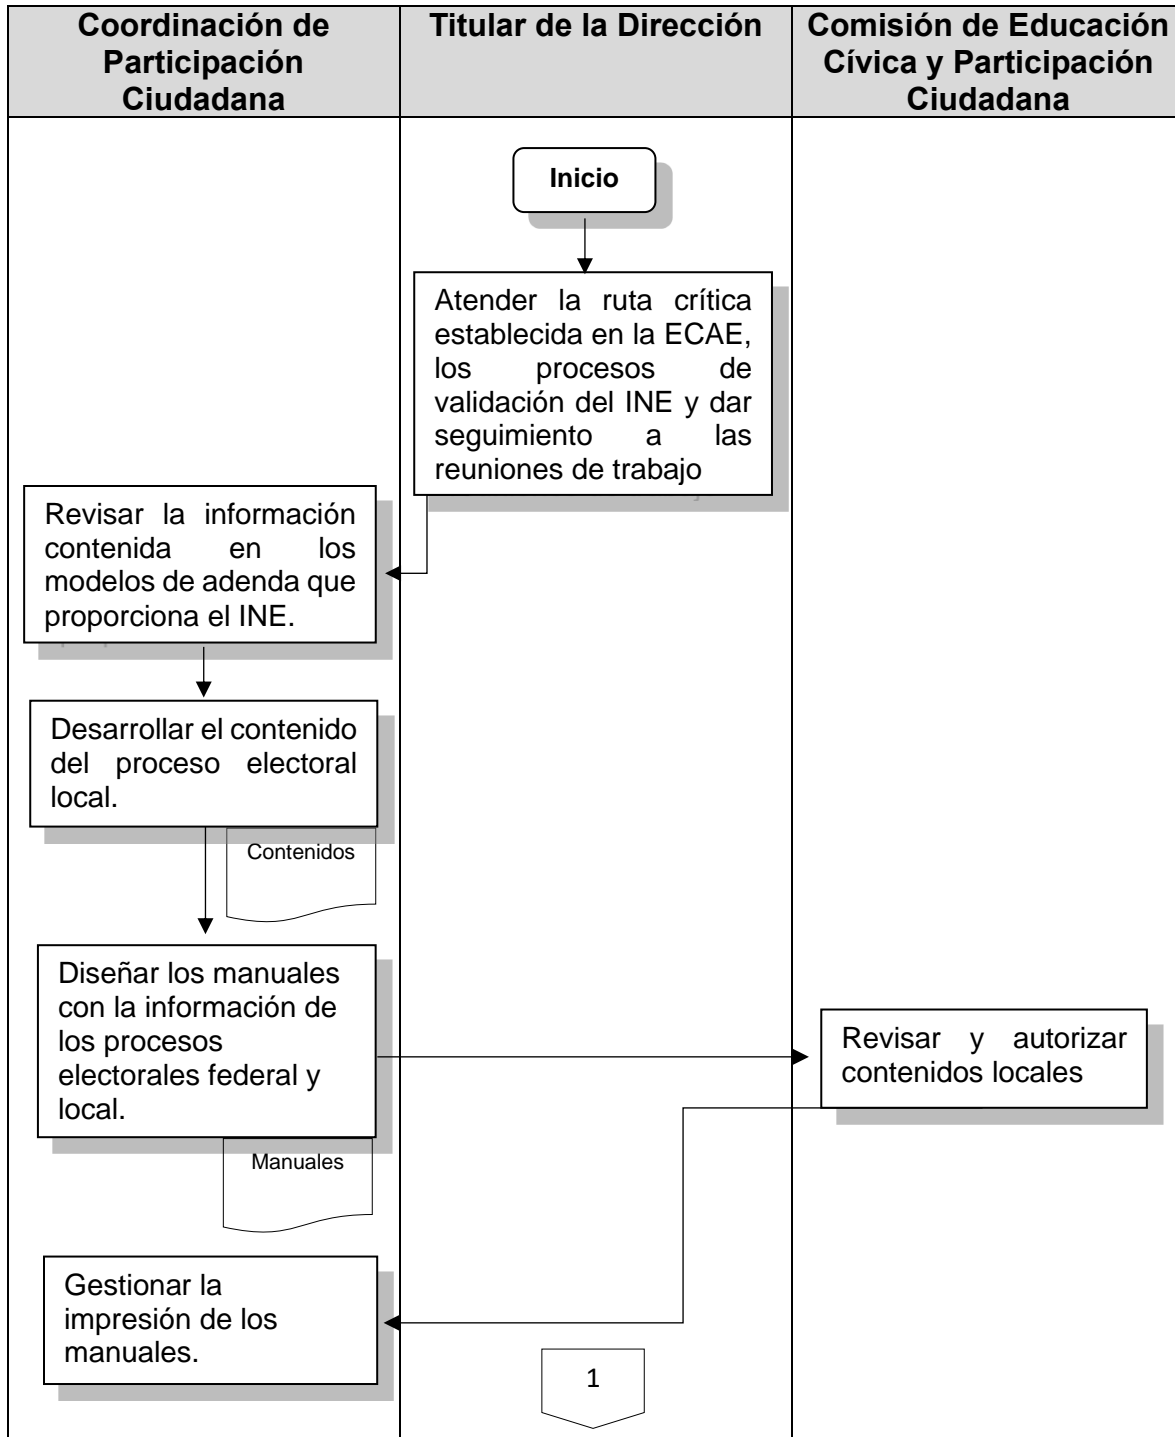 Coordinación de
Participación
Ciudadana
Titular de la Dirección
Comisión de Educación
Cívica y Participación
Ciudadana
Inicio
Atender la ruta crítica
establecida en la ECAE,
los procesos de
validación del INE y dar
seguimiento a las
reuniones de trabajo
Revisar la información
contenida en los
modelos de adenda que
proporciona el INE.
Desarrollar el contenido
del proceso electoral
local.
Contenidos
Diseñar los manuales
con la información de
los procesos
electorales federal y
local.
Revisar y autorizar
contenidos locales
Manuales
Gestionar la
impresión de los
manuales.
1